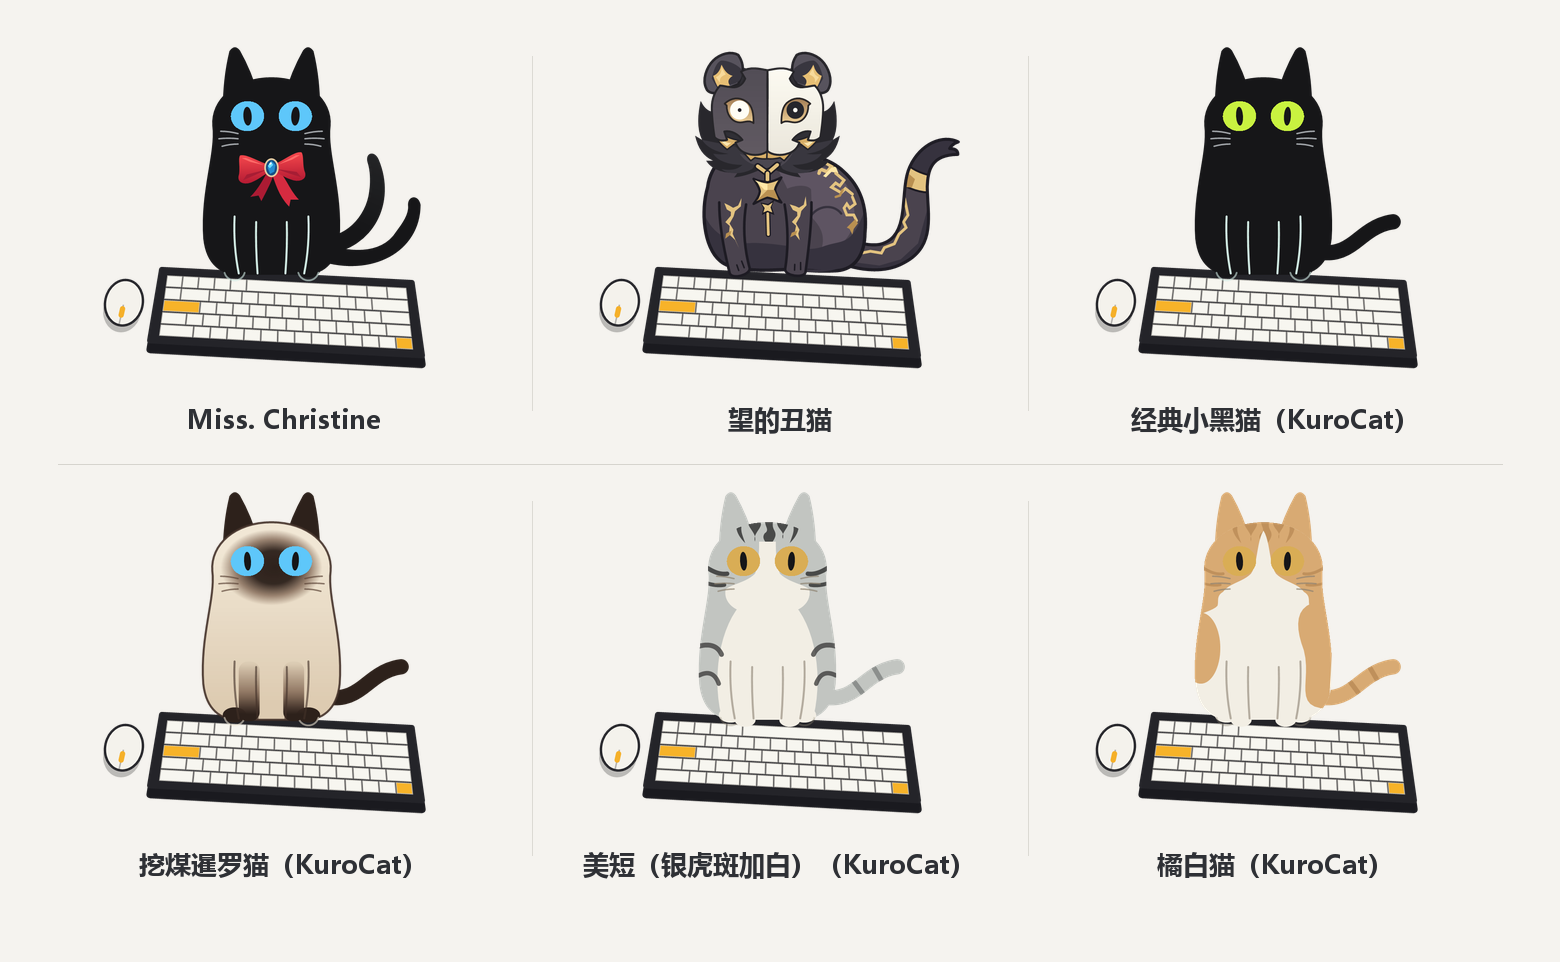 Miss. Christine
望的丑猫
经典小黑猫（KuroCat）
挖煤暹罗猫（KuroCat）
美短（银虎斑加白）（KuroCat）
橘白猫（KuroCat）